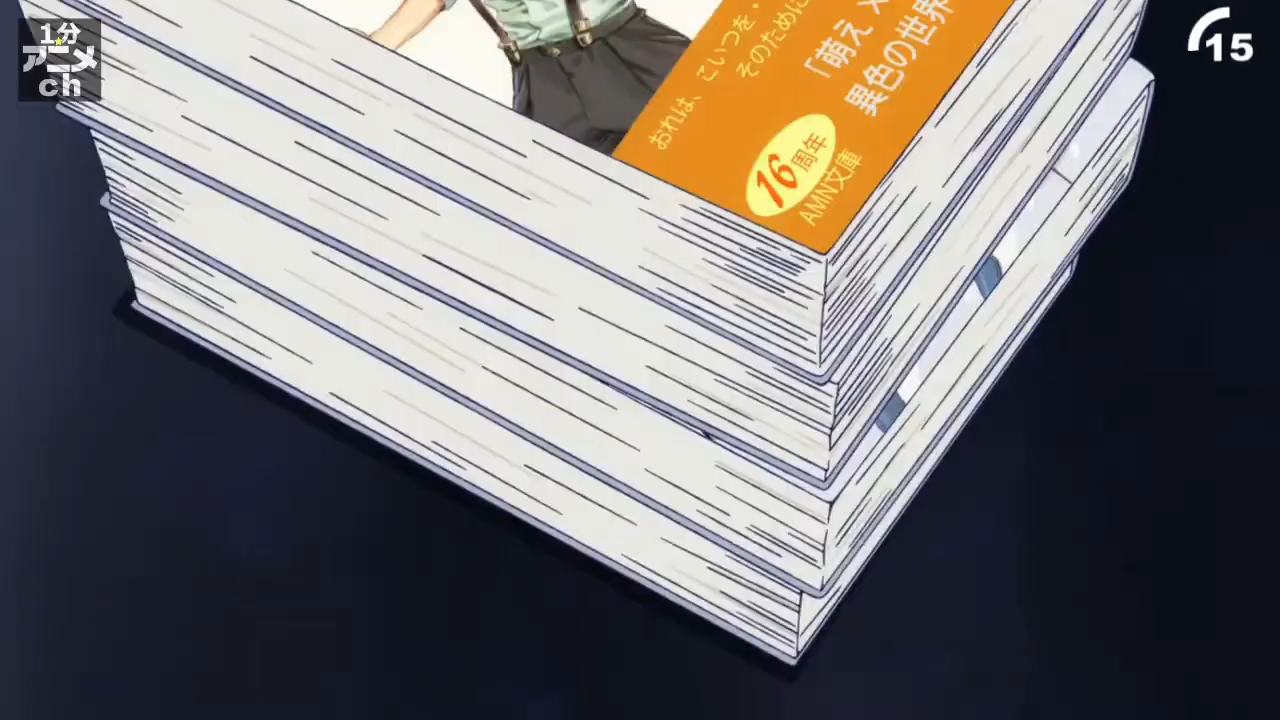 1分
アニメ
ch
15
おれは、こいつを・
そのために
「萌え
異色の世界
16周年
AMN文庫